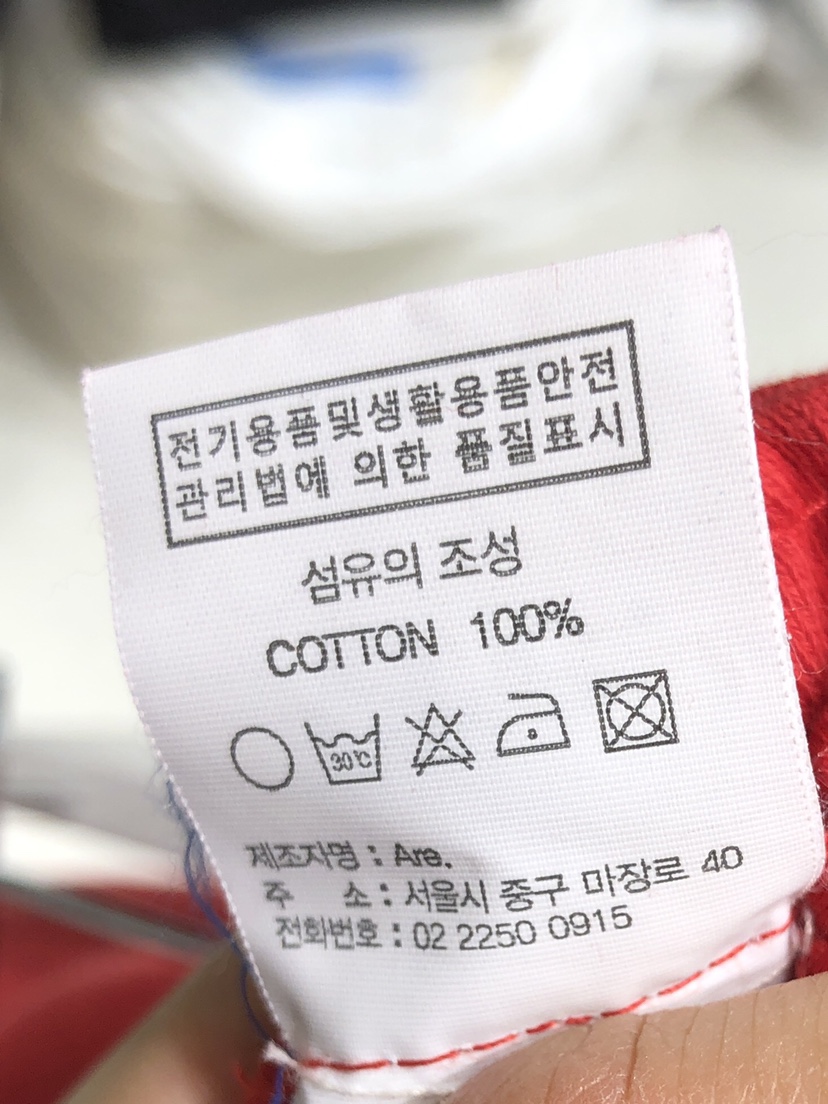 전기용품및생활용품안전
관리법에 의한 품질표시
섬유의 조성
COTTON 100%
30℃
제조자명 : Are.
주 소 : 서울시 중구 마장로 40
전화번호 : 02 2250 0915